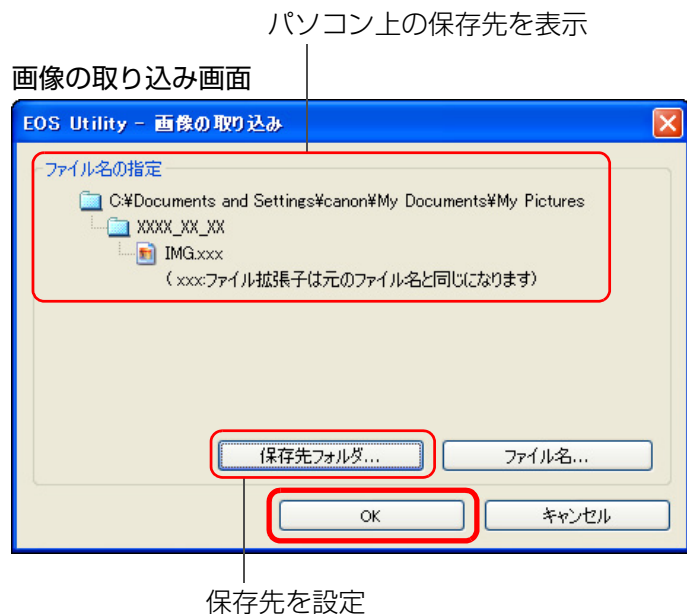 パソコン上の保存先を表示
画像の取り込み画面
EOS Utility - 画像の取り込み
ファイル名の指定
C:¥Documents and Settings¥canon¥My Documents¥My Pictures
XXXX_XX_XX
IMG.xxx
( xxx:ファイル拡張子は元のファイル名と同じになります)
保存先フォルダ...
ファイル名...
OK
キャンセル
保存先を設定